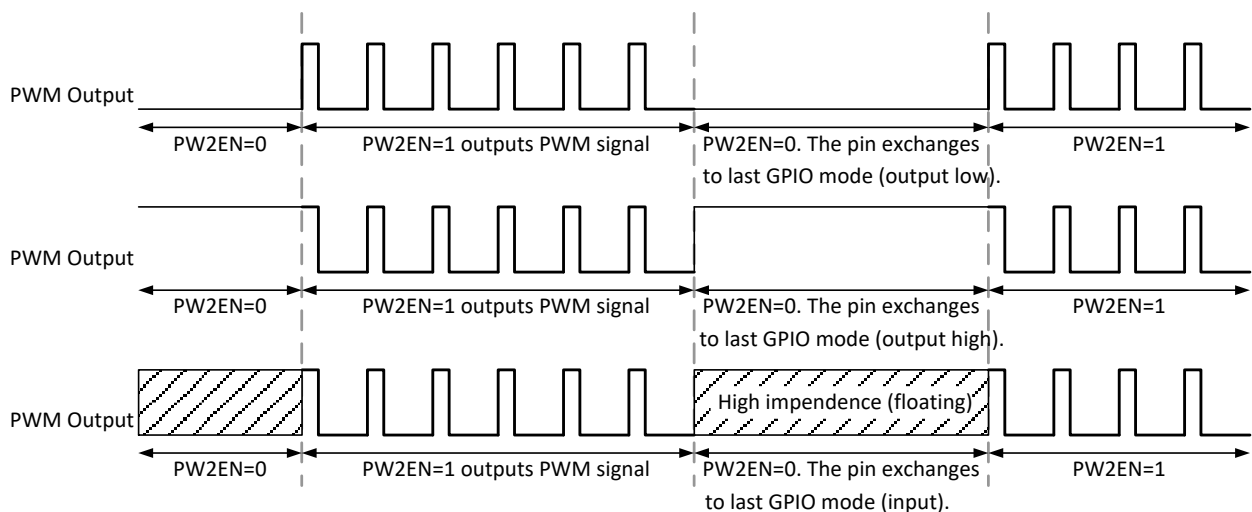 PWM Output
PW2EN=0
PW2EN=1 outputs PWM signal
PW2EN=0. The pin exchanges
to last GPIO mode (output low).
PW2EN=1
PWM Output
PW2EN=0
PW2EN=1 outputs PWM signal
PW2EN=0. The pin exchanges
to last GPIO mode (output high).
PW2EN=1
PWM Output
High impendence (floating)
PW2EN=0
PW2EN=1 outputs PWM signal
PW2EN=0. The pin exchanges
to last GPIO mode (input).
PW2EN=1